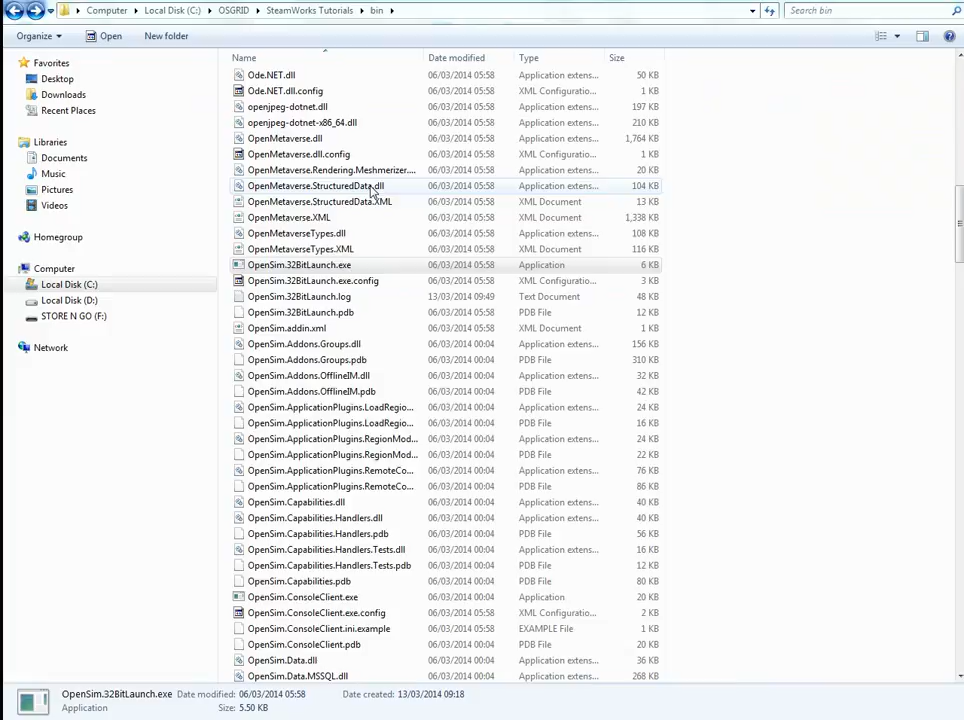 Computer ▸ Local Disk (C:) ▸ OSGRID ▸ SteamWorks Tutorials ▸ bin ▸
Search bin
Organize Open New folder
Favorites
Desktop
Downloads
Recent Places
Libraries
Documents
Music
Pictures
Videos
Homegroup
Computer
Local Disk (C:)
Local Disk (D:)
STORE N GO (F:)
Network
Name Date modified Type Size
Ode.NET.dll 06/03/2014 05:58 Application extens... 50 KB
Ode.NET.dll.config 06/03/2014 05:58 XML Configuratio... 1 KB
openjpeg-dotnet.dll 06/03/2014 05:58 Application extens... 197 KB
openjpeg-dotnet-x86_64.dll 06/03/2014 05:58 Application extens... 210 KB
OpenMetaverse.dll 06/03/2014 05:58 Application extens... 1,764 KB
OpenMetaverse.dll.config 06/03/2014 05:58 XML Configuratio... 1 KB
OpenMetaverse.Rendering.Meshmerizer.... 06/03/2014 05:58 Application extens... 20 KB
OpenMetaverse.StructuredData.dll 06/03/2014 05:58 Application extens... 104 KB
OpenMetaverse.StructuredData.XML 06/03/2014 05:58 XML Document 13 KB
OpenMetaverse.XML 06/03/2014 05:58 XML Document 1,338 KB
OpenMetaverseTypes.dll 06/03/2014 05:58 Application extens... 108 KB
OpenMetaverseTypes.XML 06/03/2014 05:58 XML Document 116 KB
OpenSim.32BitLaunch.exe 06/03/2014 05:58 Application 6 KB
OpenSim.32BitLaunch.exe.config 06/03/2014 05:58 XML Configuratio... 3 KB
OpenSim.32BitLaunch.log 13/03/2014 09:49 Text Document 48 KB
OpenSim.32BitLaunch.pdb 06/03/2014 05:58 PDB File 12 KB
OpenSim.addin.xml 06/03/2014 05:58 XML Document 1 KB
OpenSim.Addons.Groups.dll 06/03/2014 00:04 Application extens... 156 KB
OpenSim.Addons.Groups.pdb 06/03/2014 00:04 PDB File 310 KB
OpenSim.Addons.OfflineIM.dll 06/03/2014 00:04 Application extens... 32 KB
OpenSim.Addons.OfflineIM.pdb 06/03/2014 00:04 PDB File 42 KB
OpenSim.ApplicationPlugins.LoadRegio... 06/03/2014 00:04 Application extens... 24 KB
OpenSim.ApplicationPlugins.LoadRegio... 06/03/2014 00:04 PDB File 16 KB
OpenSim.ApplicationPlugins.RegionMod... 06/03/2014 00:04 Application extens... 24 KB
OpenSim.ApplicationPlugins.RegionMod... 06/03/2014 00:04 PDB File 22 KB
OpenSim.ApplicationPlugins.RemoteCo... 06/03/2014 00:04 Application extens... 76 KB
OpenSim.ApplicationPlugins.RemoteCo... 06/03/2014 00:04 PDB File 86 KB
OpenSim.Capabilities.dll 06/03/2014 00:04 Application extens... 40 KB
OpenSim.Capabilities.Handlers.dll 06/03/2014 00:04 Application extens... 40 KB
OpenSim.Capabilities.Handlers.pdb 06/03/2014 00:04 PDB File 56 KB
OpenSim.Capabilities.Handlers.Tests.dll 06/03/2014 00:04 Application extens... 16 KB
OpenSim.Capabilities.Handlers.Tests.pdb 06/03/2014 00:04 PDB File 12 KB
OpenSim.Capabilities.pdb 06/03/2014 00:04 PDB File 80 KB
OpenSim.ConsoleClient.exe 06/03/2014 00:04 Application 20 KB
OpenSim.ConsoleClient.exe.config 06/03/2014 00:04 XML Configuratio... 2 KB
OpenSim.ConsoleClient.ini.example 06/03/2014 00:04 EXAMPLE File 1 KB
OpenSim.ConsoleClient.pdb 06/03/2014 00:04 PDB File 20 KB
OpenSim.Data.dll 06/03/2014 00:04 Application extens... 36 KB
OpenSim.Data.MSSQL.dll 06/03/2014 00:04 Application extens... 268 KB
OpenSim.32BitLaunch.exe Date modified: 06/03/2014 05:58 Date created: 13/03/2014 09:18
Application Size: 5.50 KB